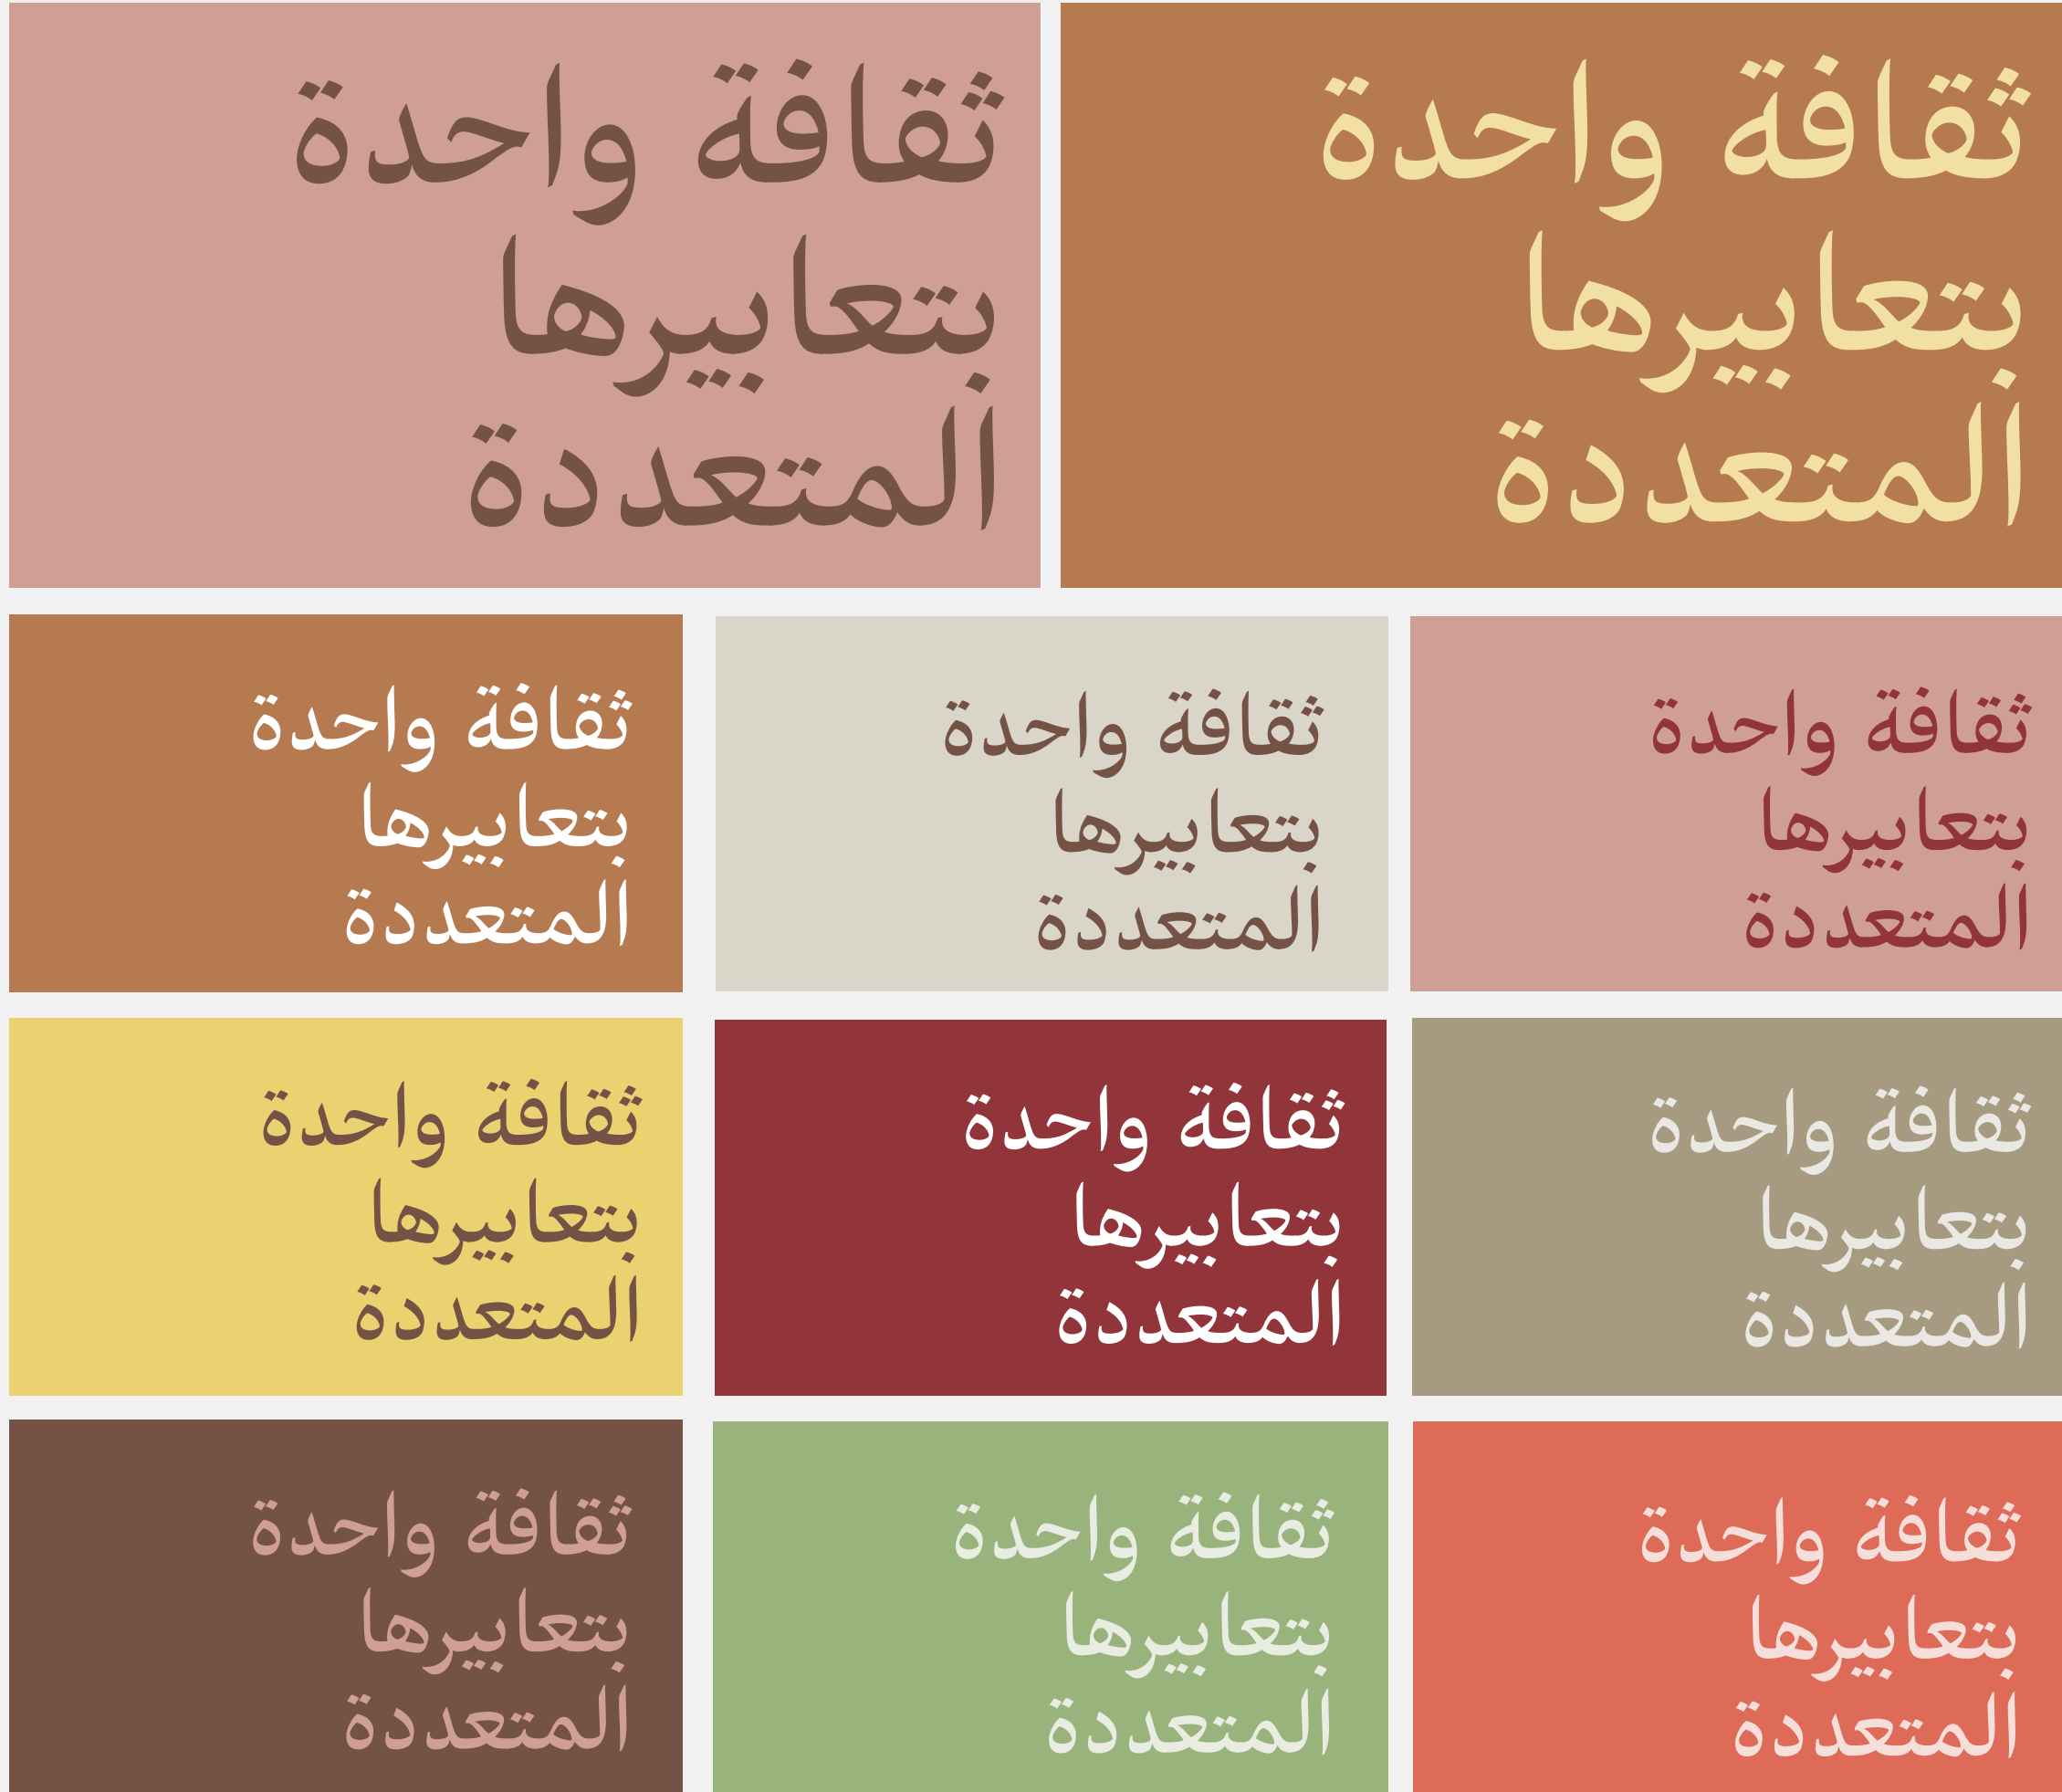 ثقافة واحدة
بتعابيرها
المتعددة
ثقافة واحدة
بتعابيرها
المتعددة
ثقافة واحدة
بتعابيرها
المتعددة
ثقافة واحدة
بتعابيرها
المتعددة
ثقافة واحدة
بتعابيرها
المتعددة
ثقافة واحدة
بتعابيرها
المتعددة
ثقافة واحدة
بتعابيرها
المتعددة
ثقافة واحدة
بتعابيرها
المتعددة
ثقافة واحدة
بتعابيرها
المتعددة
ثقافة واحدة
بتعابيرها
المتعددة
ثقافة واحدة
بتعابيرها
المتعددة